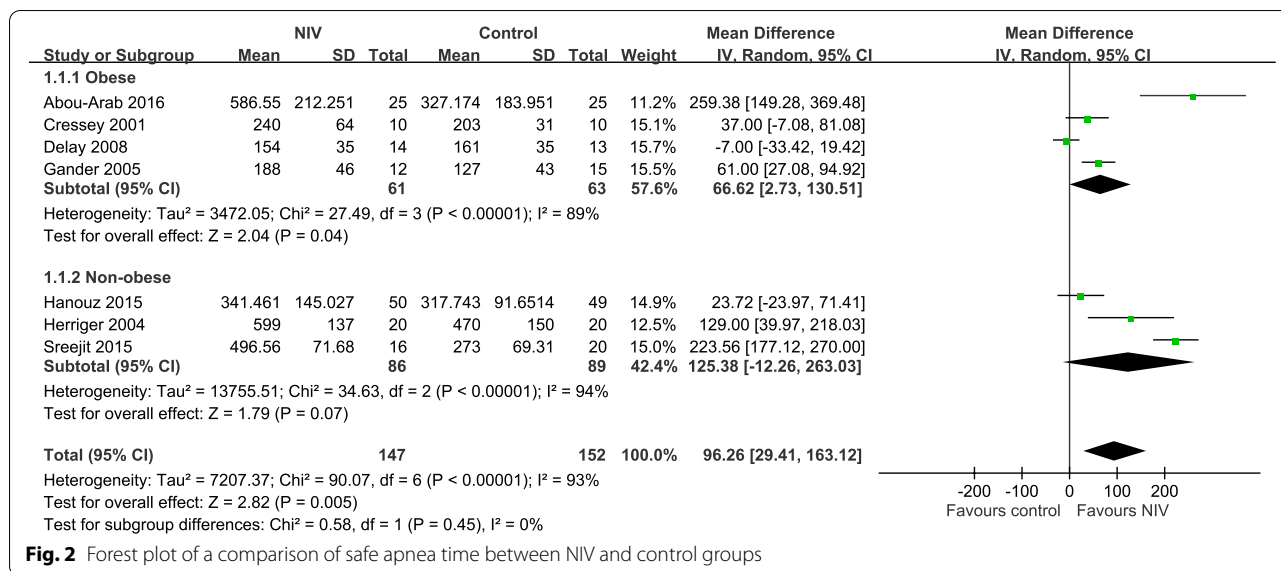 NIV Control Mean Difference Mean Difference
Study or Subgroup Mean SD Total Mean SD Total Weight IV, Random, 95% CI IV, Random, 95% CI
1.1.1 Obese
Abou-Arab 2016 586.55 212.251 25 327.174 183.951 25 11.2% 259.38 [149.28, 369.48]
Cressey 2001 240 64 10 203 31 10 15.1% 37.00 [-7.08, 81.08]
Delay 2008 154 35 14 161 35 13 15.7% -7.00 [-33.42, 19.42]
Gander 2005 188 46 12 127 43 15 15.5% 61.00 [27.08, 94.92]
Subtotal (95% CI) 61 63 57.6% 66.62 [2.73, 130.51]
Heterogeneity: Tau² = 3472.05; Chi² = 27.49, df = 3 (P < 0.00001); I² = 89%
Test for overall effect: Z = 2.04 (P = 0.04)
1.1.2 Non-obese
Hanouz 2015 341.461 145.027 50 317.743 91.6514 49 14.9% 23.72 [-23.97, 71.41]
Herriger 2004 599 137 20 470 150 20 12.5% 129.00 [39.97, 218.03]
Sreejit 2015 496.56 71.68 16 273 69.31 20 15.0% 223.56 [177.12, 270.00]
Subtotal (95% CI) 86 89 42.4% 125.38 [-12.26, 263.03]
Heterogeneity: Tau² = 13755.51; Chi² = 34.63, df = 2 (P < 0.00001); I² = 94%
Test for overall effect: Z = 1.79 (P = 0.07)
Total (95% CI) 147 152 100.0% 96.26 [29.41, 163.12]
Heterogeneity: Tau² = 7207.37; Chi² = 90.07, df = 6 (P < 0.00001); I² = 93%
Test for overall effect: Z = 2.82 (P = 0.005)
Test for subgroup differences: Chi² = 0.58, df = 1 (P = 0.45), I² = 0%
-200 -100 0 100 200
Favours control Favours NIV
Fig. 2 Forest plot of a comparison of safe apnea time between NIV and control groups